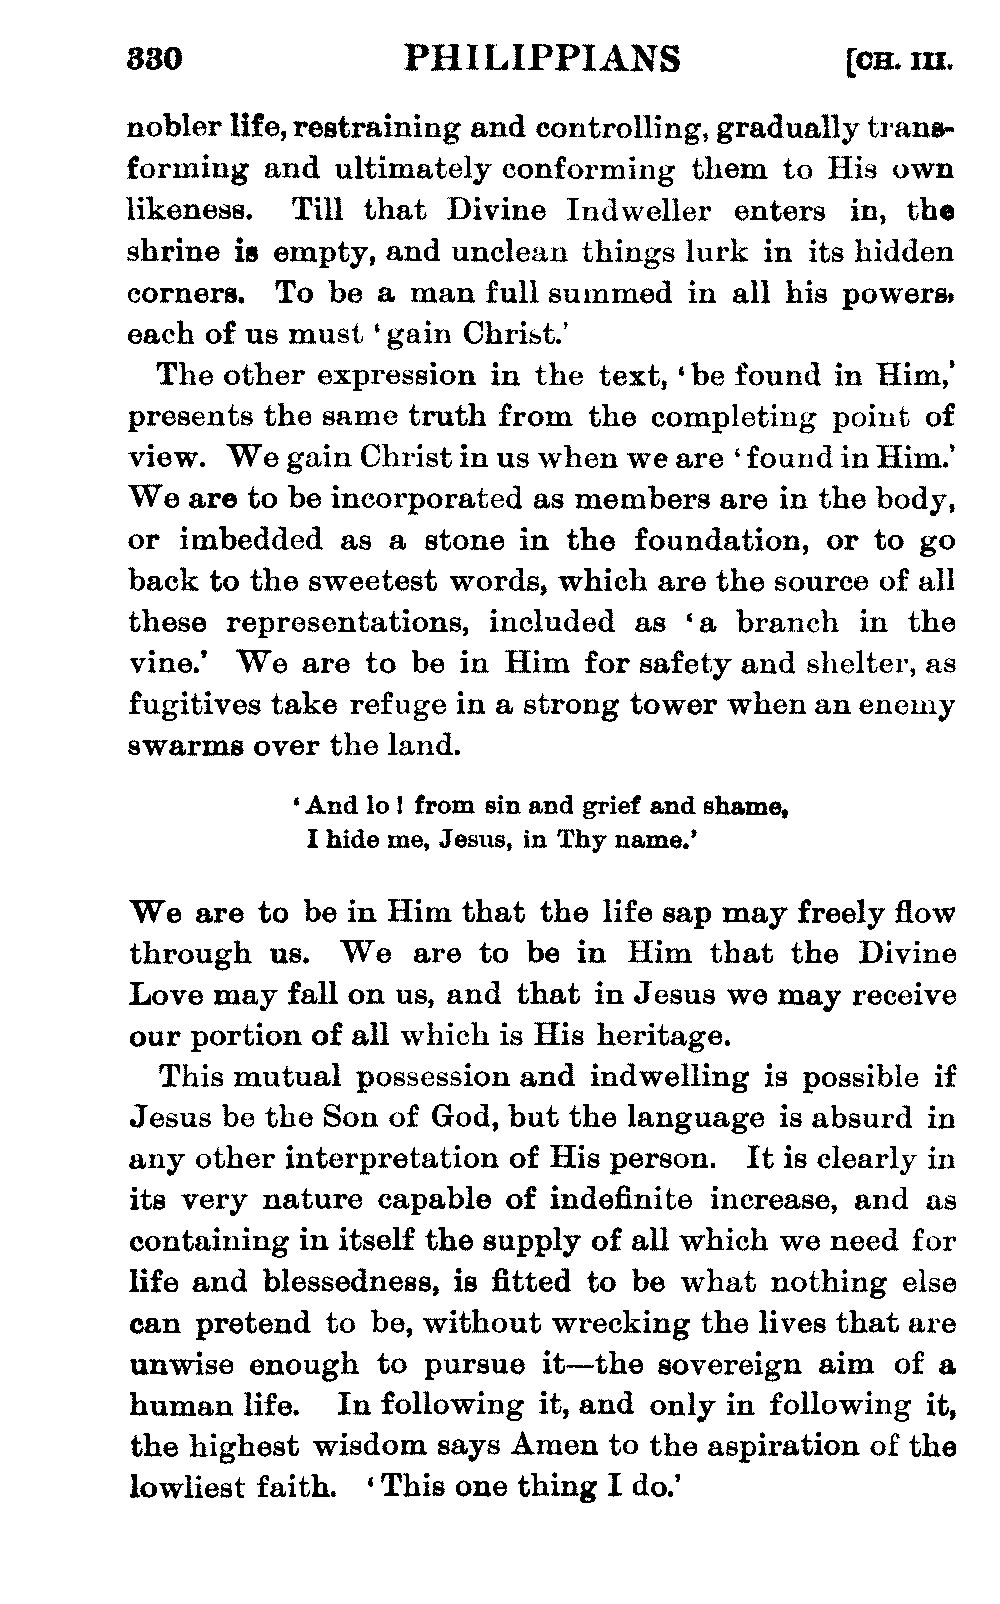 330 PHILIPPIANS [CH. III.
nobler life, restraining and controlling, gradually trans-
forming and ultimately conforming them to His own
likeness. Till that Divine Indweller enters in, the
shrine is empty, and unclean things lurk in its hidden
corners. To be a man full summed in all his powers,
each of us must ‘gain Christ.’
The other expression in the text, ‘be found in Him,’
presents the same truth from the completing point of
view. We gain Christ in us when we are ‘found in Him.’
We are to be incorporated as members are in the body,
or imbedded as a stone in the foundation, or to go
back to the sweetest words, which are the source of all
these representations, included as ‘a branch in the
vine.’ We are to be in Him for safety and shelter, as
fugitives take refuge in a strong tower when an enemy
swarms over the land.
‘And lo! from sin and grief and shame,
I hide me, Jesus, in Thy name.’
We are to be in Him that the life sap may freely flow
through us. We are to be in Him that the Divine
Love may fall on us, and that in Jesus we may receive
our portion of all which is His heritage.
This mutual possession and indwelling is possible if
Jesus be the Son of God, but the language is absurd in
any other interpretation of His person. It is clearly in
its very nature capable of indefinite increase, and as
containing in itself the supply of all which we need for
life and blessedness, is fitted to be what nothing else
can pretend to be, without wrecking the lives that are
unwise enough to pursue it—the sovereign aim of a
human life. In following it, and only in following it,
the highest wisdom says Amen to the aspiration of the
lowliest faith. ‘This one thing I do.’